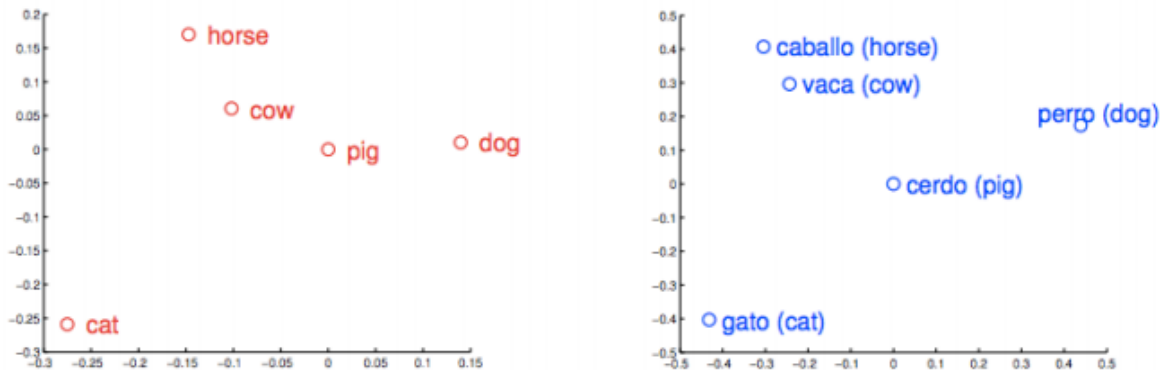 0.2
0.15
horse
0.1
0.05
cow
0
pig
dog
-0.05
-0.1
-0.15
-0.2
-0.25
cat
-0.3
-0.3 -0.25 -0.2 -0.15 -0.1 -0.05 0 0.05 0.1 0.15
0.5
0.4
caballo (horse)
0.3
vaca (cow)
0.2
perro (dog)
0.1
0
cerdo (pig)
-0.1
-0.2
-0.3
-0.4
gato (cat)
-0.5
-0.5 -0.4 -0.3 -0.2 -0.1 0 0.1 0.2 0.3 0.4 0.5